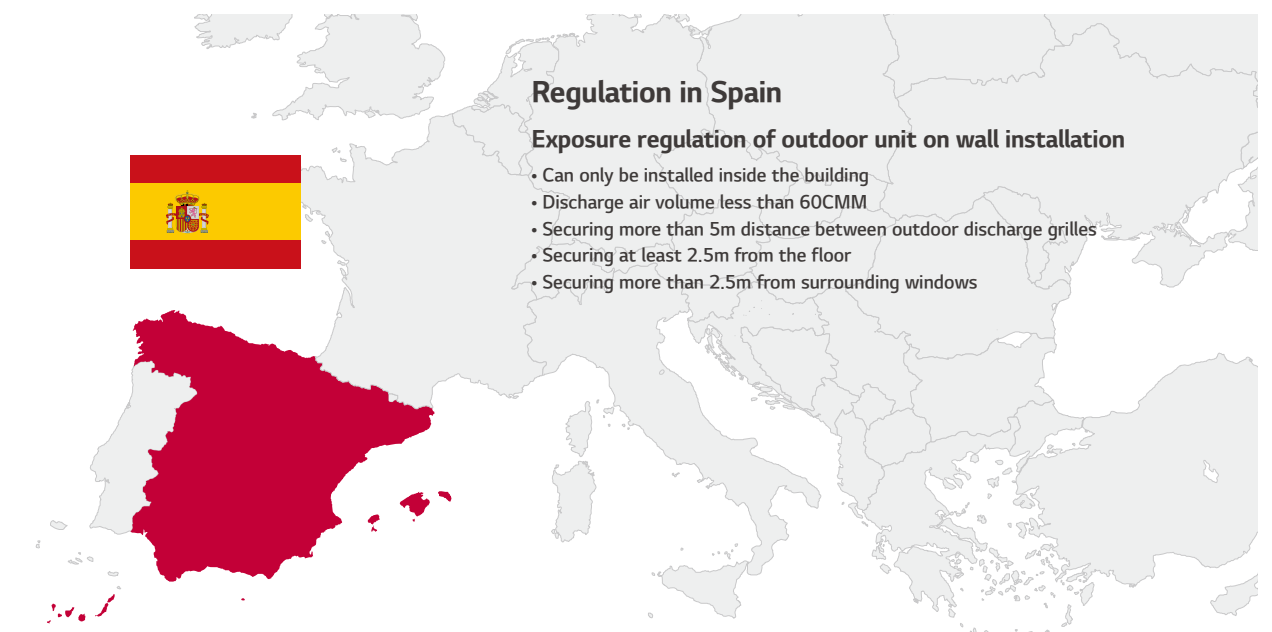 Regulation in Spain
Exposure regulation of outdoor unit on wall installation
• Can only be installed inside the building
• Discharge air volume less than 60CMM
• Securing more than 5m distance between outdoor discharge grilles
• Securing at least 2.5m from the floor
• Securing more than 2.5m from surrounding windows